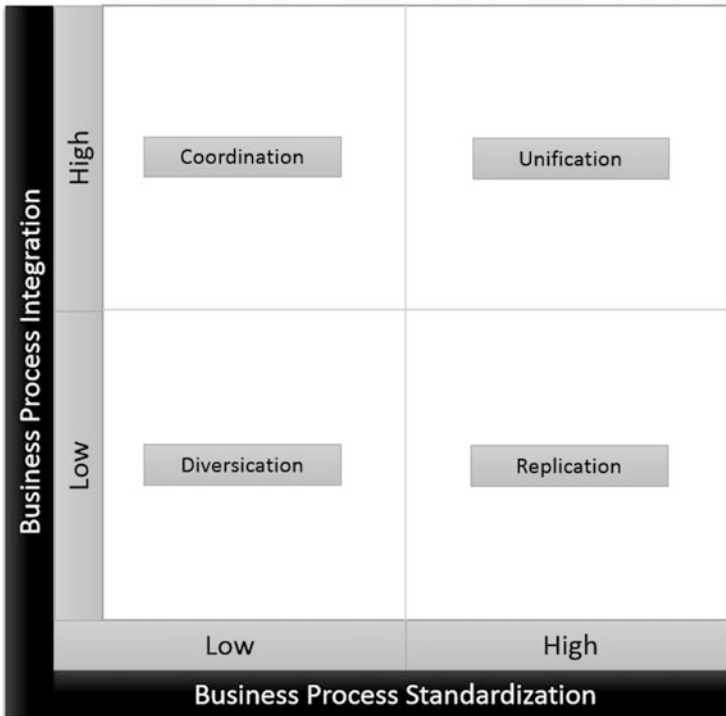 Business Process Integration
High
Coordination
Unification
Low
Diversication
Replication
Low
High
Business Process Standardization